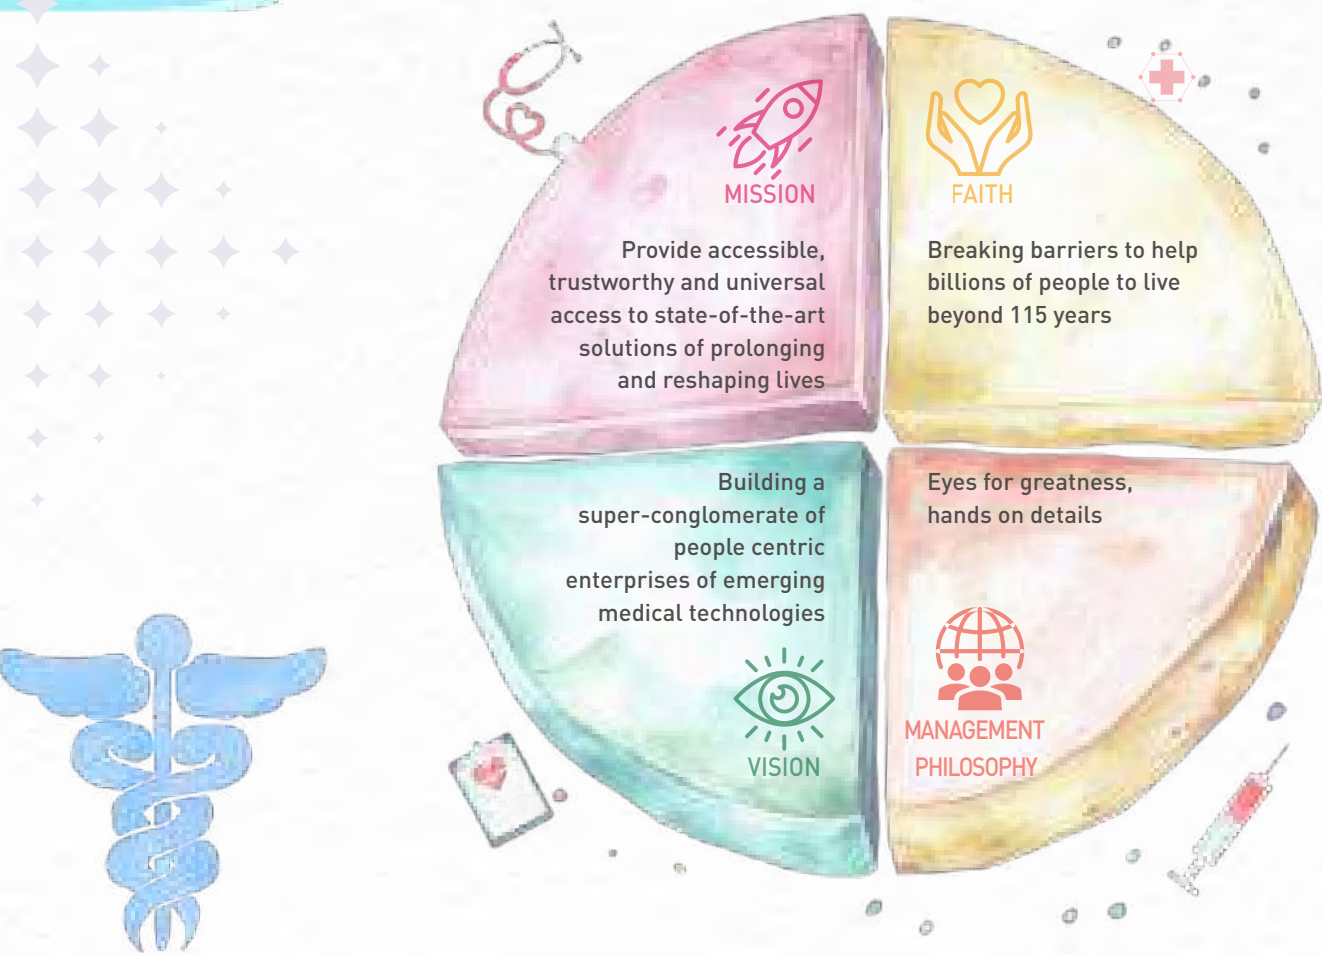 MISSION
Provide accessible,
trustworthy and universal
access to state-of-the-art
solutions of prolonging
and reshaping lives
FAITH
Breaking barriers to help
billions of people to live
beyond 115 years
Building a
super-conglomerate of
people centric
enterprises of emerging
medical technologies
VISION
Eyes for greatness,
hands on details
MANAGEMENT
PHILOSOPHY